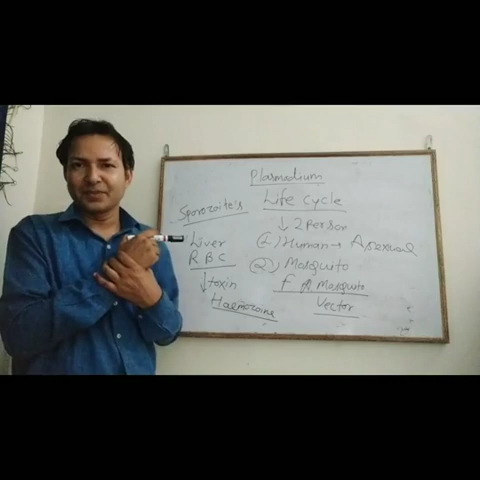 Plasmodium
Life cycle
Sporozoite's
↓ 2 Person
Liver
(1) Human → Asexual
RBC
(2) Mosquito
↓ toxin
F ♀ Mosquito
Haemozoine
Vector